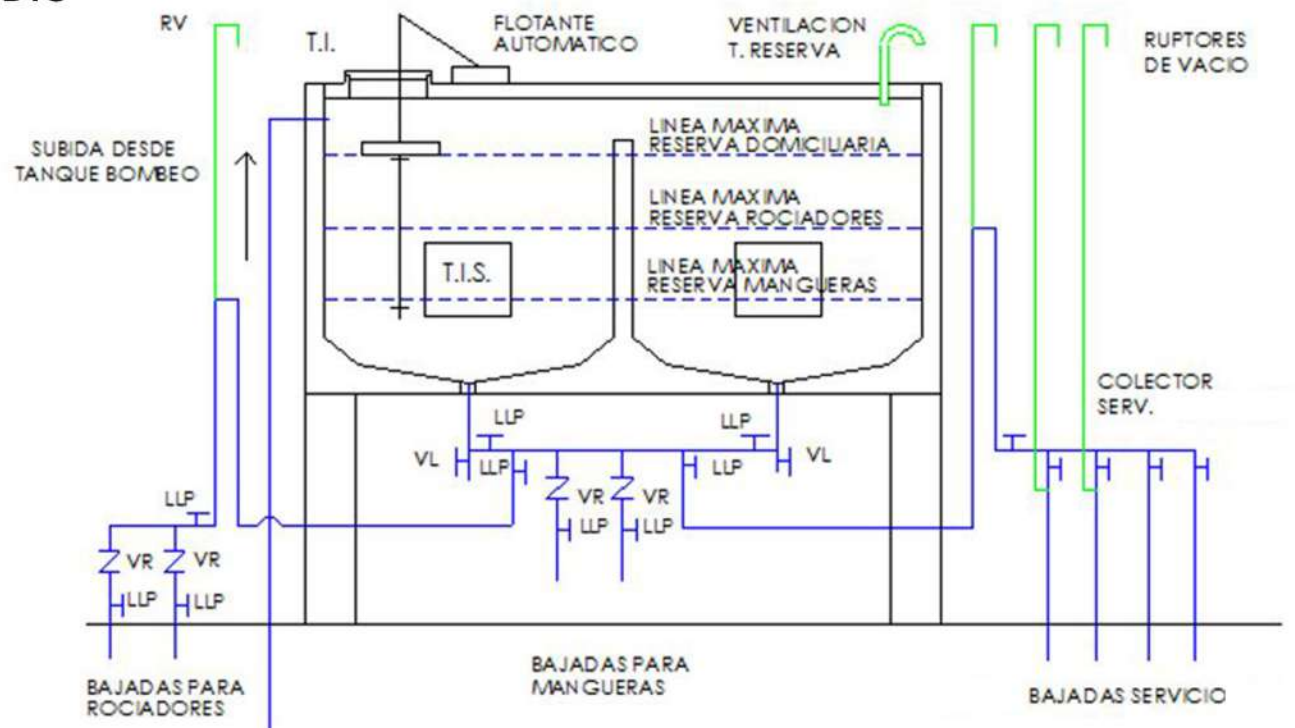 RV
T.I.
FLOTANTE
AUTOMATICO
VENTILACION
T. RESERVA
RUPTORES
DE VACIO
SUBIDA DESDE
TANQUE BOMBEO
LINEA MAXIMA
RESERVA DOMICILIARIA
LINEA MAXIMA
RESERVA ROCIADORES
T.I.S.
LINEA MAXIMA
RESERVA MANGUERAS
COLECTOR
SERV.
LLP
LLP
VL
LLP
LLP
VL
LLP
VR
VR
LLP
LLP
VR
VR
LLP
LLP
BAJADAS PARA
ROCIADORES
BAJADAS PARA
MANGUERAS
BAJADAS SERVICIO